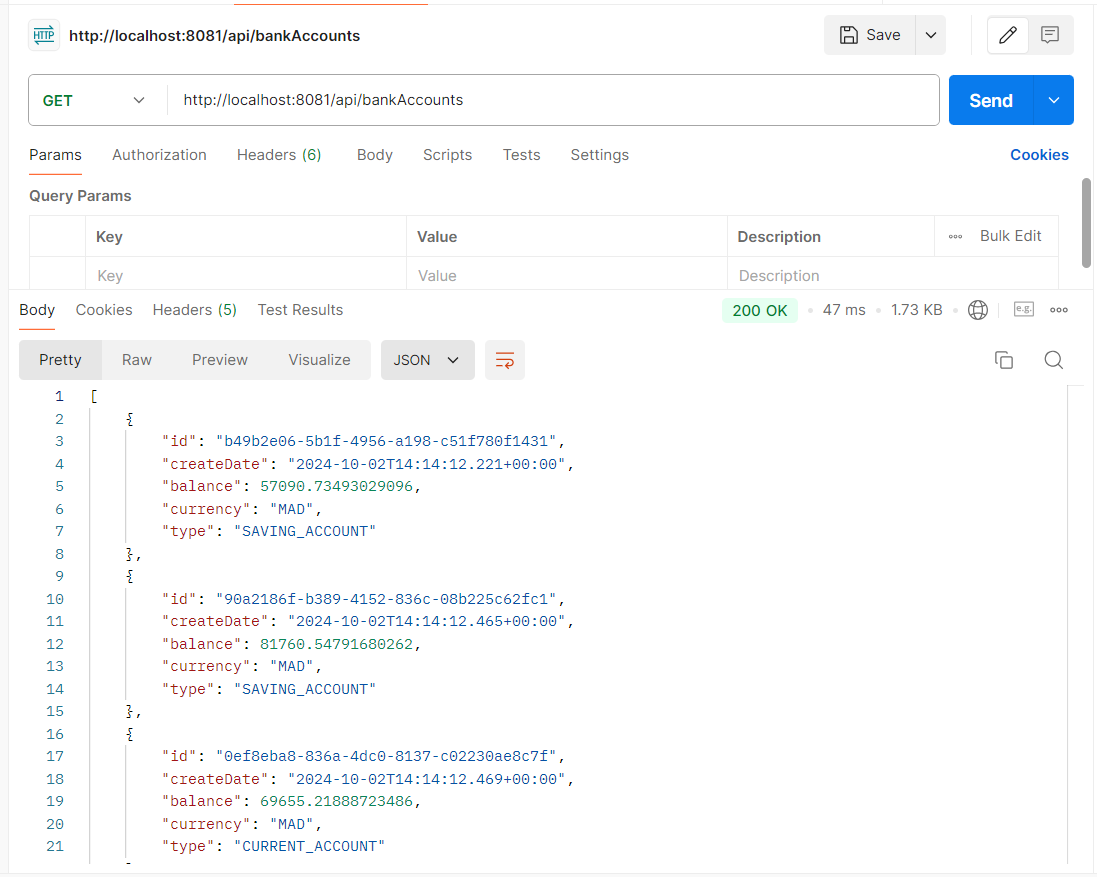 HTTP http://localhost:8081/api/bankAccounts Save
GET http://localhost:8081/api/bankAccounts Send
Params Authorization Headers (6) Body Scripts Tests Settings Cookies
Query Params
Key Value Description Bulk Edit
Key Value Description
Body Cookies Headers (5) Test Results 200 OK 47 ms 1.73 KB e.g.
Pretty Raw Preview Visualize JSON
1 [
2 {
3 "id": "b49b2e06-5b1f-4956-a198-c51f780f1431",
4 "createDate": "2024-10-02T14:14:12.221+00:00",
5 "balance": 57090.73493029096,
6 "currency": "MAD",
7 "type": "SAVING_ACCOUNT"
8 },
9 {
10 "id": "90a2186f-b389-4152-836c-08b225c62fc1",
11 "createDate": "2024-10-02T14:14:12.465+00:00",
12 "balance": 81760.54791680262,
13 "currency": "MAD",
14 "type": "SAVING_ACCOUNT"
15 },
16 {
17 "id": "0ef8eba8-836a-4dc0-8137-c02230ae8c7f",
18 "createDate": "2024-10-02T14:14:12.469+00:00",
19 "balance": 69655.21888723486,
20 "currency": "MAD",
21 "type": "CURRENT_ACCOUNT"